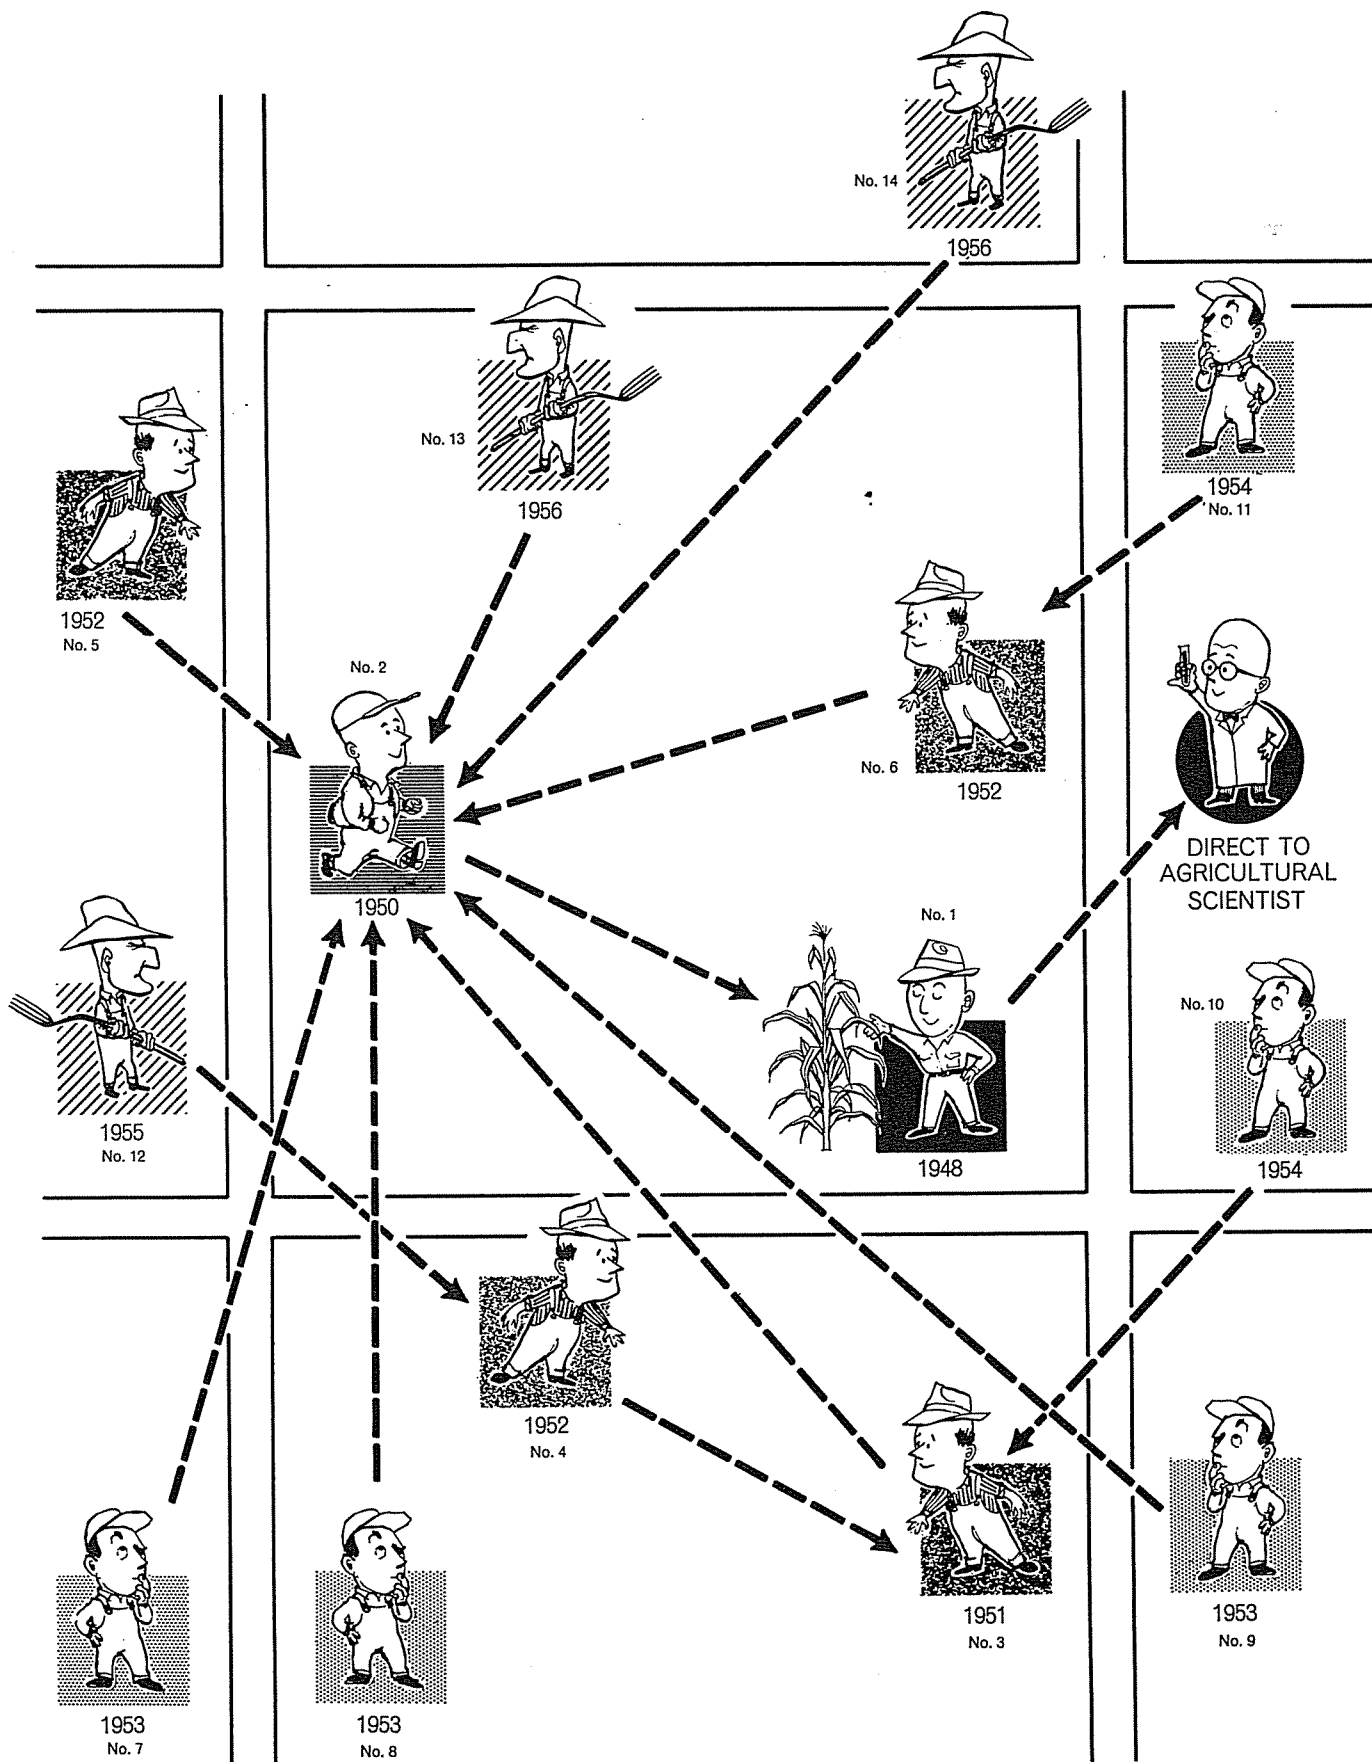 No. 14
1956
No. 13
1956
1954
No. 11
1952
No. 5
No. 2
1950
No. 6
1952
DIRECT TO
AGRICULTURAL
SCIENTIST
No. 1
1948
No. 10
1954
1955
No. 12
1952
No. 4
1951
No. 3
1953
No. 9
1953
No. 7
1953
No. 8